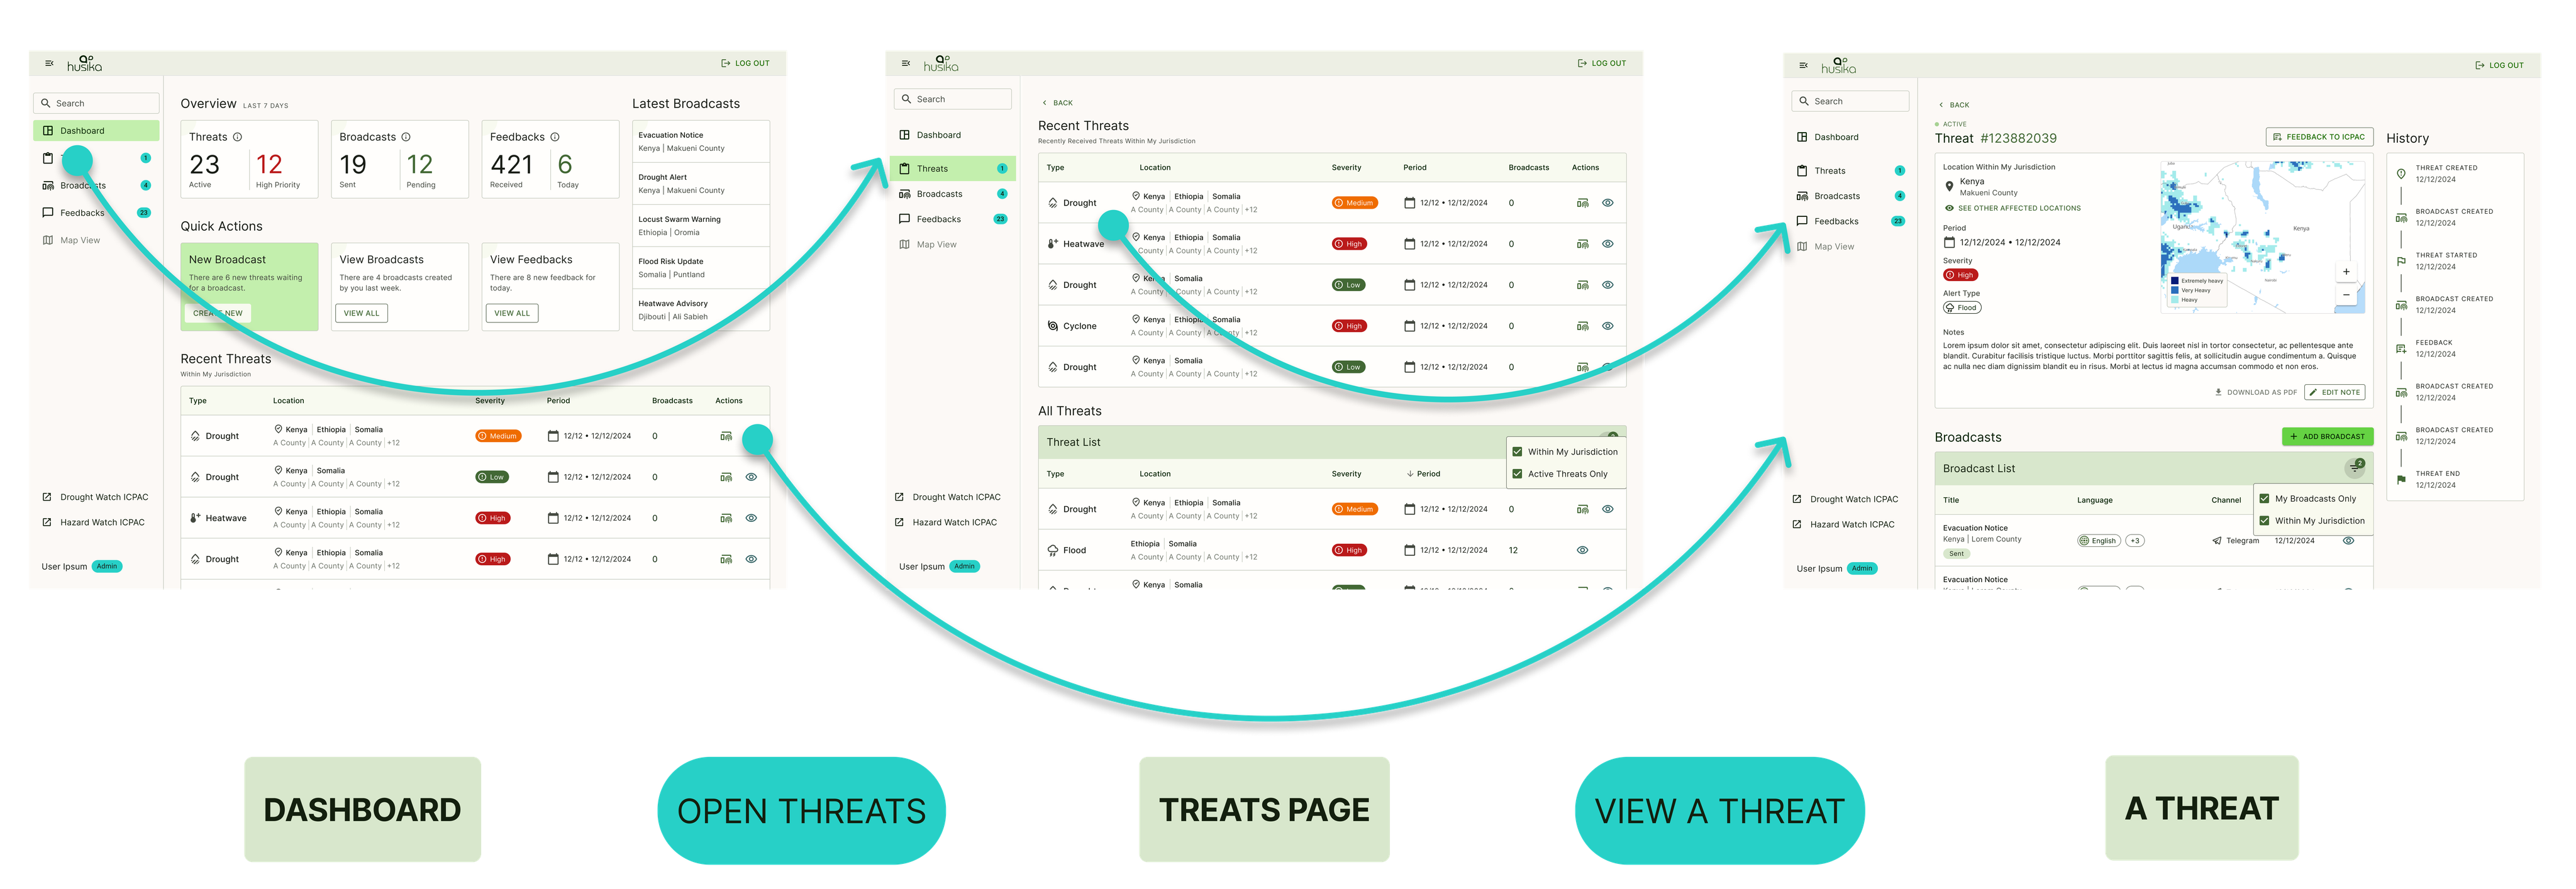 husika
LOG OUT
Search
Dashboard
1
Broadcasts 4
Feedbacks 23
Map View
Drought Watch ICPAC
Hazard Watch ICPAC
User Ipsum Admin
Overview LAST 7 DAYS
Threats
23 12
Active High Priority
Broadcasts
19 12
Sent Pending
Feedbacks
421 6
Received Today
Quick Actions
New Broadcast
There are 6 new threats waiting
for a broadcast.
CREATE NEW
View Broadcasts
There are 4 broadcasts created
by you last week.
VIEW ALL
View Feedbacks
There are 8 new feedback for
today.
VIEW ALL
Latest Broadcasts
Evacuation Notice
Kenya | Makueni County
Drought Alert
Kenya | Makueni County
Locust Swarm Warning
Ethiopia | Oromia
Flood Risk Update
Somalia | Puntland
Heatwave Advisory
Djibouti | Ali Sabieh
Recent Threats
Within My Jurisdiction
Type Location Severity Period Broadcasts Actions
Drought Kenya | Ethiopia | Somalia Medium 12/12 • 12/12/2024 0
A County | A County | A County | +12
Drought Kenya | Somalia Low 12/12 • 12/12/2024 0
A County | A County | A County | +12
Heatwave Kenya | Ethiopia | Somalia High 12/12 • 12/12/2024 0
A County | A County | A County | +12
Drought Kenya | Ethiopia | Somalia High 12/12 • 12/12/2024 0
A County | A County | A County | +12
husika
LOG OUT
Search
Dashboard
Threats 1
Broadcasts 4
Feedbacks 23
Map View
Drought Watch ICPAC
Hazard Watch ICPAC
User Ipsum Admin
BACK
Recent Threats
Recently Received Threats Within My Jurisdiction
Type Location Severity Period Broadcasts Actions
Drought Kenya | Ethiopia | Somalia Medium 12/12 • 12/12/2024 0
A County | A County | A County | +12
Heatwave Kenya | Ethiopia | Somalia High 12/12 • 12/12/2024 0
A County | A County | A County | +12
Drought Kenya | Somalia Low 12/12 • 12/12/2024 0
A County | A County | A County | +12
Cyclone Kenya | Ethiopia | Somalia High 12/12 • 12/12/2024 0
A County | A County | A County | +12
Drought Kenya | Somalia Low 12/12 • 12/12/2024 0
A County | A County | A County | +12
All Threats
Threat List
Within My Jurisdiction
Active Threats Only
Type Location Severity Period
Drought Kenya | Ethiopia | Somalia Medium 12/12 • 12/12/2024 0
A County | A County | A County | +12
Flood Ethiopia | Somalia High 12/12 • 12/12/2024 12
A County | A County | A County | +12
Kenya | Somalia
husika
LOG OUT
Search
Dashboard
Threats 1
Broadcasts 4
Feedbacks 23
Map View
Drought Watch ICPAC
Hazard Watch ICPAC
User Ipsum Admin
BACK
ACTIVE
Threat #123882039
FEEDBACK TO ICPAC
Location Within My Jurisdiction
Kenya
Makueni County
SEE OTHER AFFECTED LOCATIONS
Period
12/12/2024 • 12/12/2024
Severity
High
Alert Type
Flood
Uganda
Kenya
Nairobi
+
−
Extremely heavy
Very Heavy
Heavy
Notes
Lorem ipsum dolor sit amet, consectetur adipiscing elit. Duis laoreet nisl in tortor consectetur, ac pellentesque ante
blandit. Curabitur facilisis tristique luctus. Morbi porttitor sagittis felis, at sollicitudin augue condimentum a. Quisque
ac nulla nec diam dignissim blandit eu in risus. Morbi at lectus id magna accumsan commodo et non eros.
DOWNLOAD AS PDF
EDIT NOTE
Broadcasts
ADD BROADCAST
Broadcast List
2
My Broadcasts Only
Within My Jurisdiction
Title Language Channel
Evacuation Notice
Kenya | Lorem County
Sent
English +3 Telegram 12/12/2024
Evacuation Notice
History
THREAT CREATED
12/12/2024
BROADCAST CREATED
12/12/2024
THREAT STARTED
12/12/2024
BROADCAST CREATED
12/12/2024
FEEDBACK
12/12/2024
BROADCAST CREATED
12/12/2024
BROADCAST CREATED
12/12/2024
THREAT END
12/12/2024
DASHBOARD
OPEN THREATS
TREATS PAGE
VIEW A THREAT
A THREAT